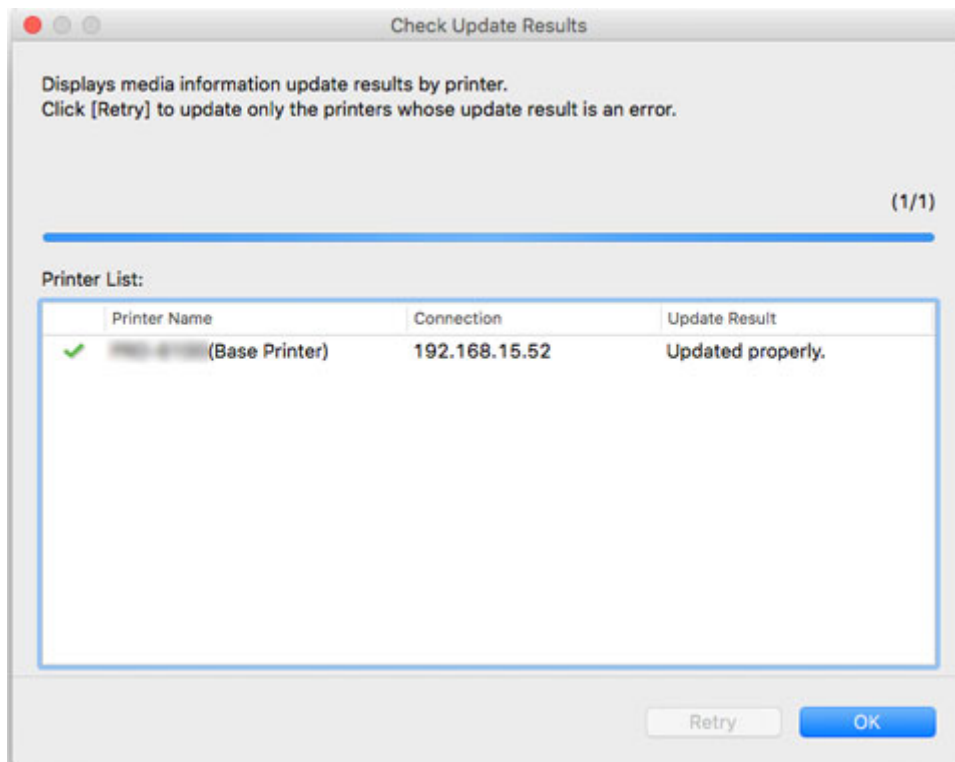 Check Update Results
Displays media information update results by printer.
Click [Retry] to update only the printers whose update result is an error.
(1/1)
Printer List:
Printer Name Connection Update Result
(Base Printer) 192.168.15.52 Updated properly.
Retry OK